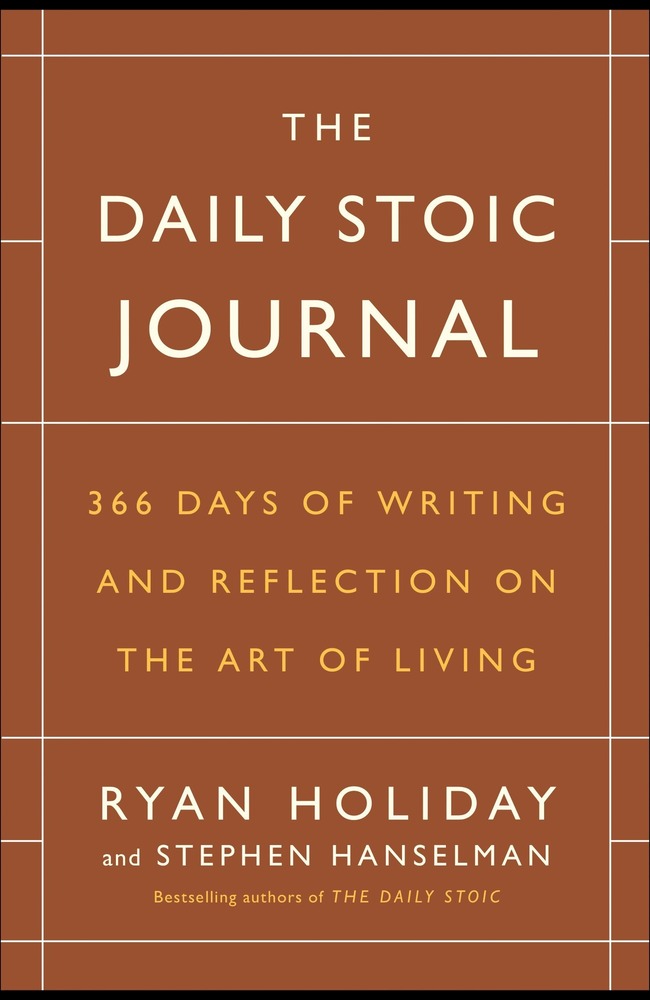 THE
DAILY STOIC
JOURNAL
366 DAYS OF WRITING
AND REFLECTION ON
THE ART OF LIVING
RYAN HOLIDAY
and STEPHEN HANSELMAN
Bestselling authors of THE DAILY STOIC